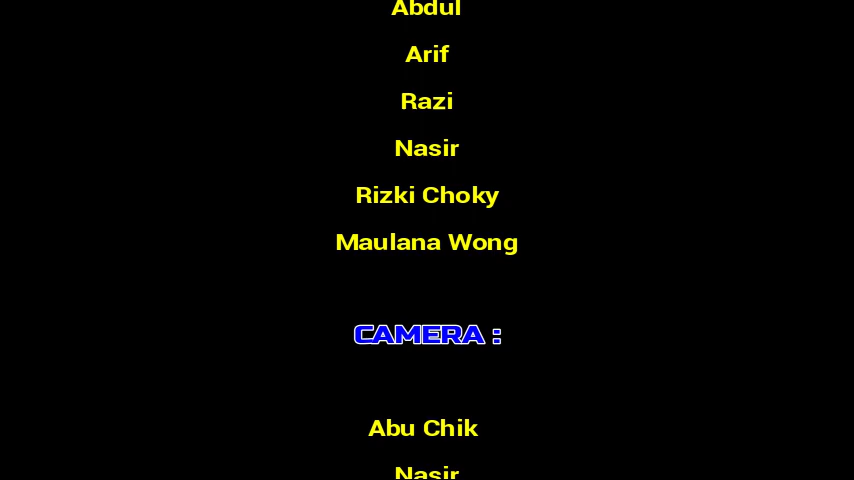 Abdul
Arif
Razi
Nasir
Rizki Choky
Maulana Wong
CAMERA :
Abu Chik
Nasir